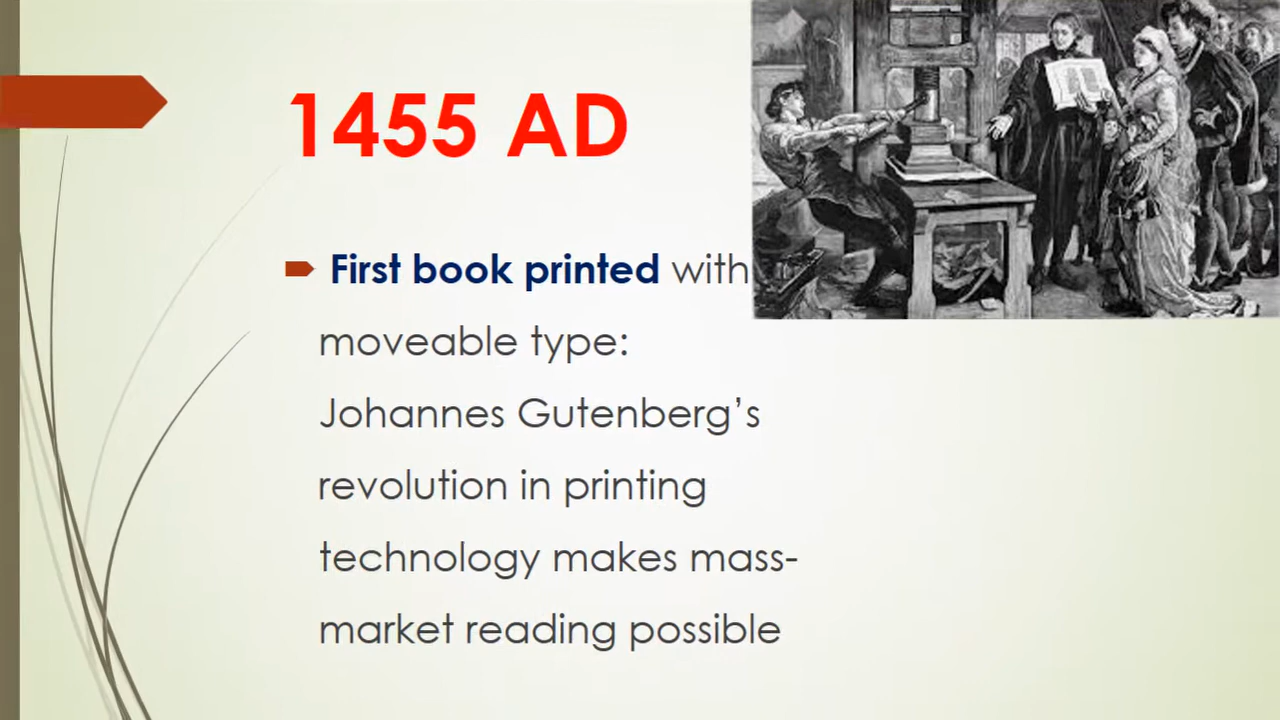 1455 AD
First book printed with
moveable type:
Johannes Gutenberg’s
revolution in printing
technology makes mass-
market reading possible